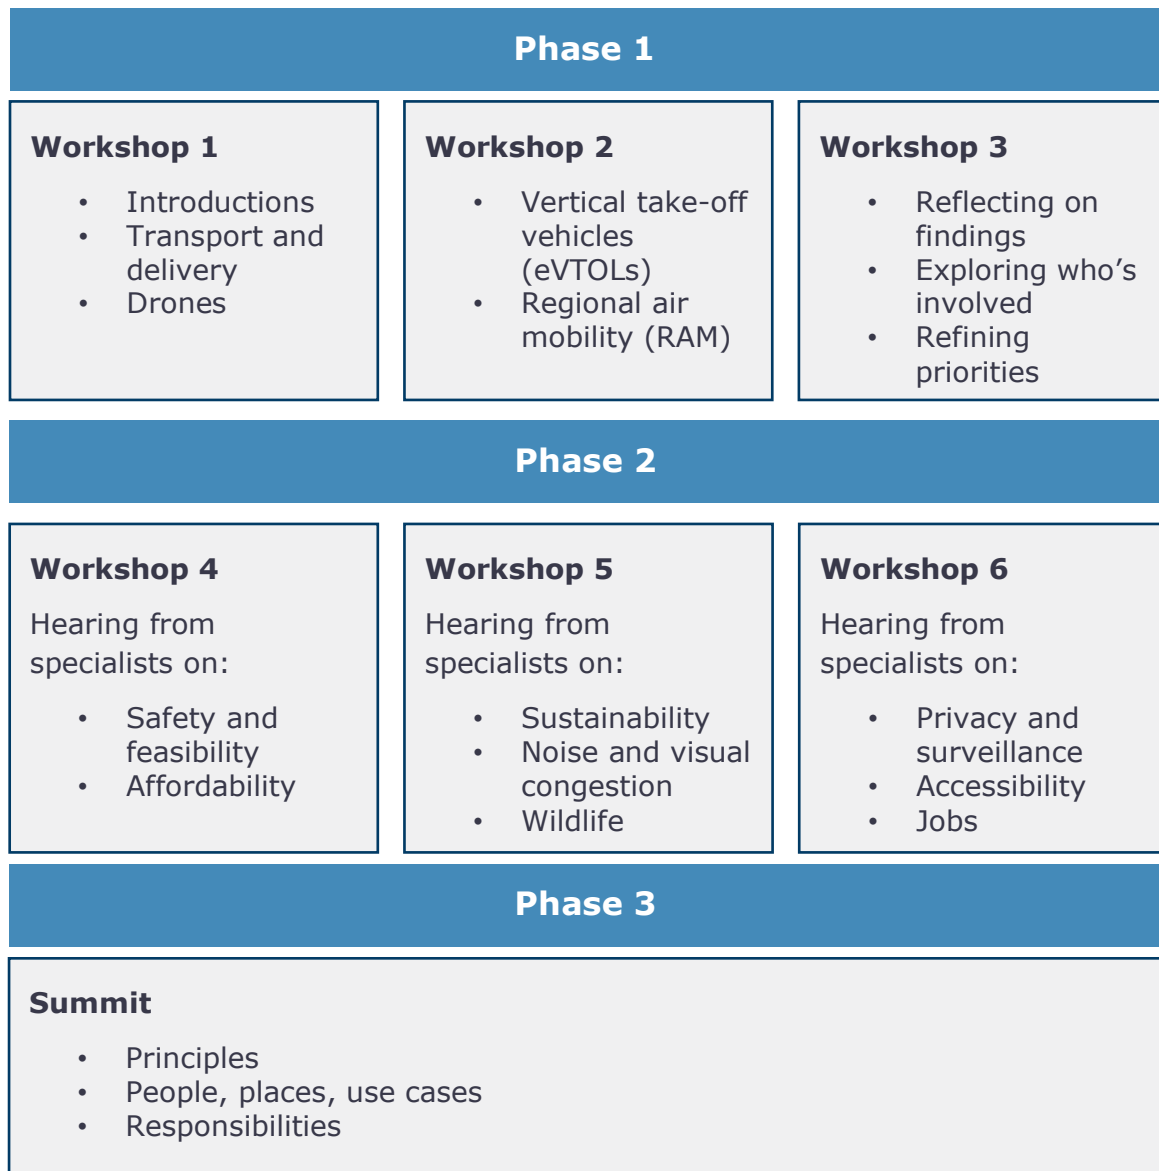 Phase 1
Workshop 1
• Introductions
• Transport and
delivery
• Drones
Workshop 2
• Vertical take-off
vehicles
(eVTOLs)
• Regional air
mobility (RAM)
Workshop 3
• Reflecting on
findings
• Exploring who’s
involved
• Refining
priorities
Phase 2
Workshop 4
Hearing from
specialists on:
• Safety and
feasibility
• Affordability
Workshop 5
Hearing from
specialists on:
• Sustainability
• Noise and visual
congestion
• Wildlife
Workshop 6
Hearing from
specialists on:
• Privacy and
surveillance
• Accessibility
• Jobs
Phase 3
Summit
• Principles
• People, places, use cases
• Responsibilities